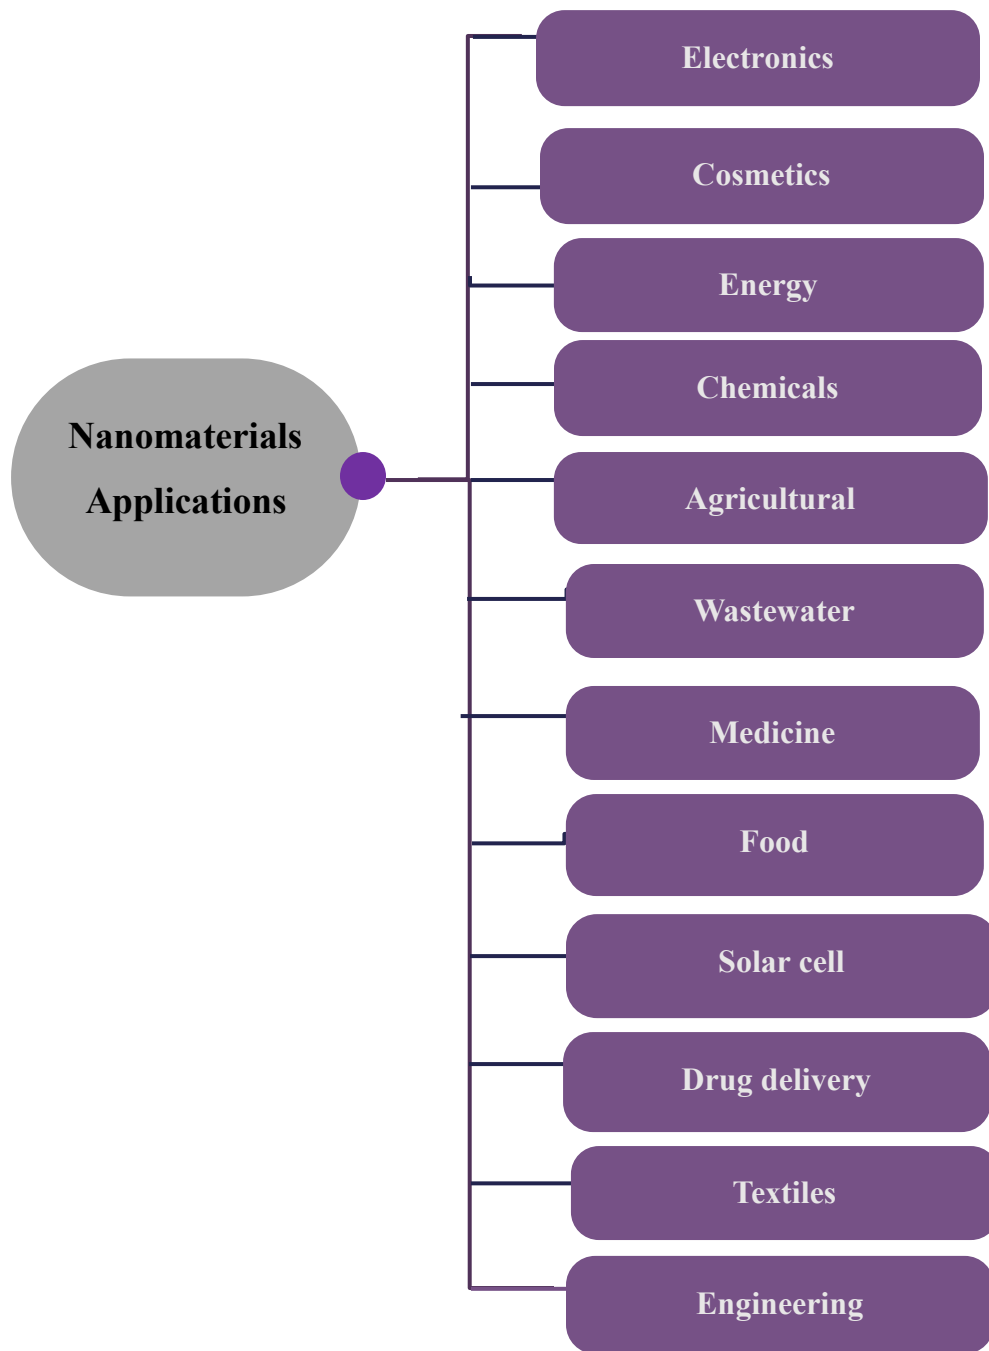 Electronics
Cosmetics
Energy
Chemicals
Nanomaterials
Applications
Agricultural
Wastewater
Medicine
Food
Solar cell
Drug delivery
Textiles
Engineering